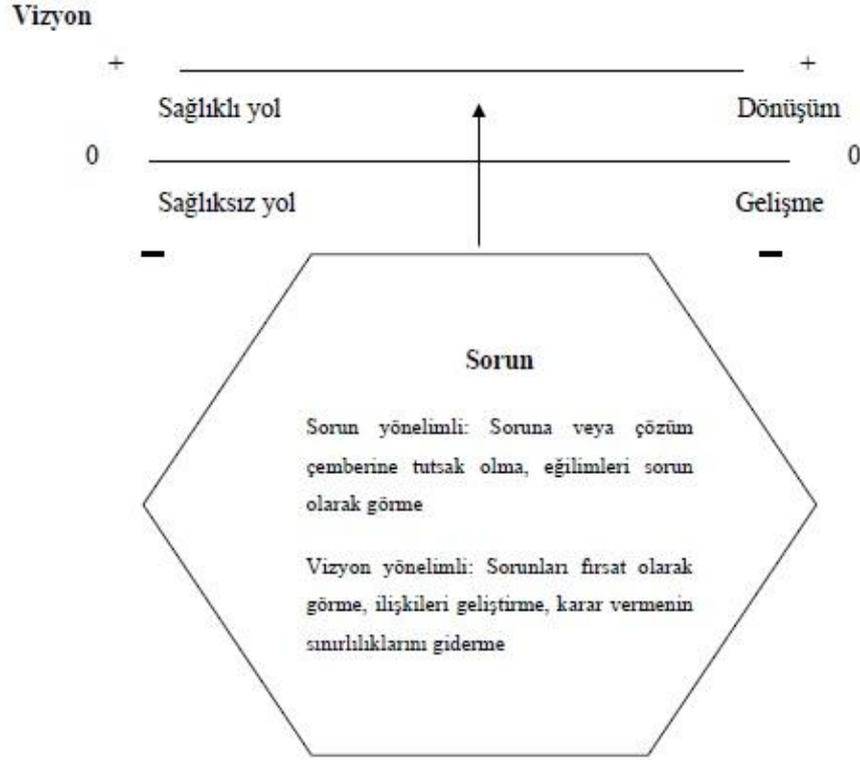 Vizyon
+ +
Sağlıklı yol Dönüşüm
0 0
Sağlıksız yol Gelişme
- -
Sorun
Sorun yönelimli: Soruna veya çözüm
çemberine tutsak olma, eğilimleri sorun
olarak görme
Vizyon yönelimli: Sorunları fırsat olarak
görme, ilişkileri geliştirme, karar vermenin
sınırlılıklarını giderme